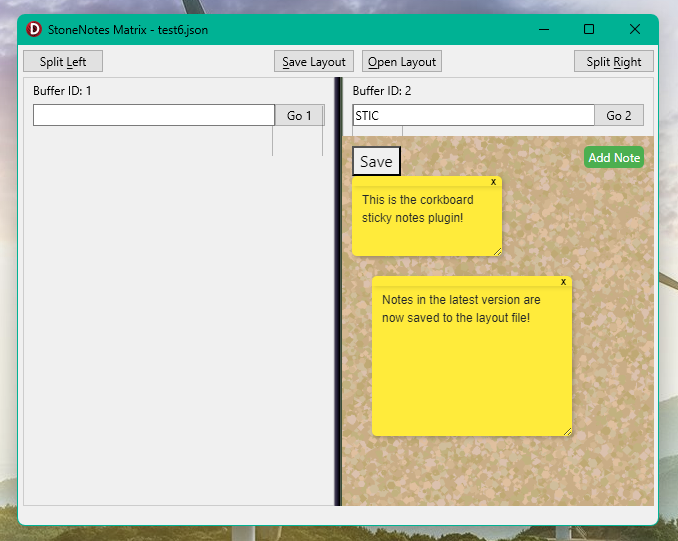 D StoneNotes Matrix - test6.json
Split Left
Save Layout
Open Layout
Split Right
Buffer ID: 1
Go 1
Buffer ID: 2
STIC
Go 2
Save
Add Note
x
This is the corkboard
sticky notes plugin!
x
Notes in the latest version are
now saved to the layout file!